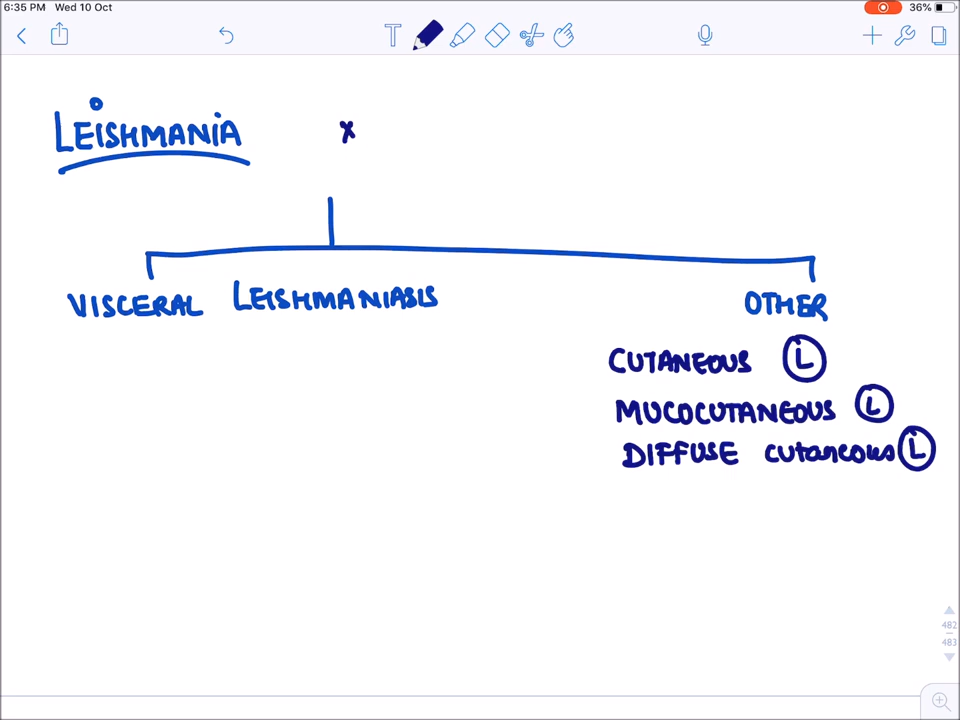 6:35 PM Wed 10 Oct 36%
T
LEISHMANIA x
VISCERAL LEISHMANIASIS OTHER
CUTANEOUS L
MUCOCUTANEOUS L
DIFFUSE cutaneous L
482
483